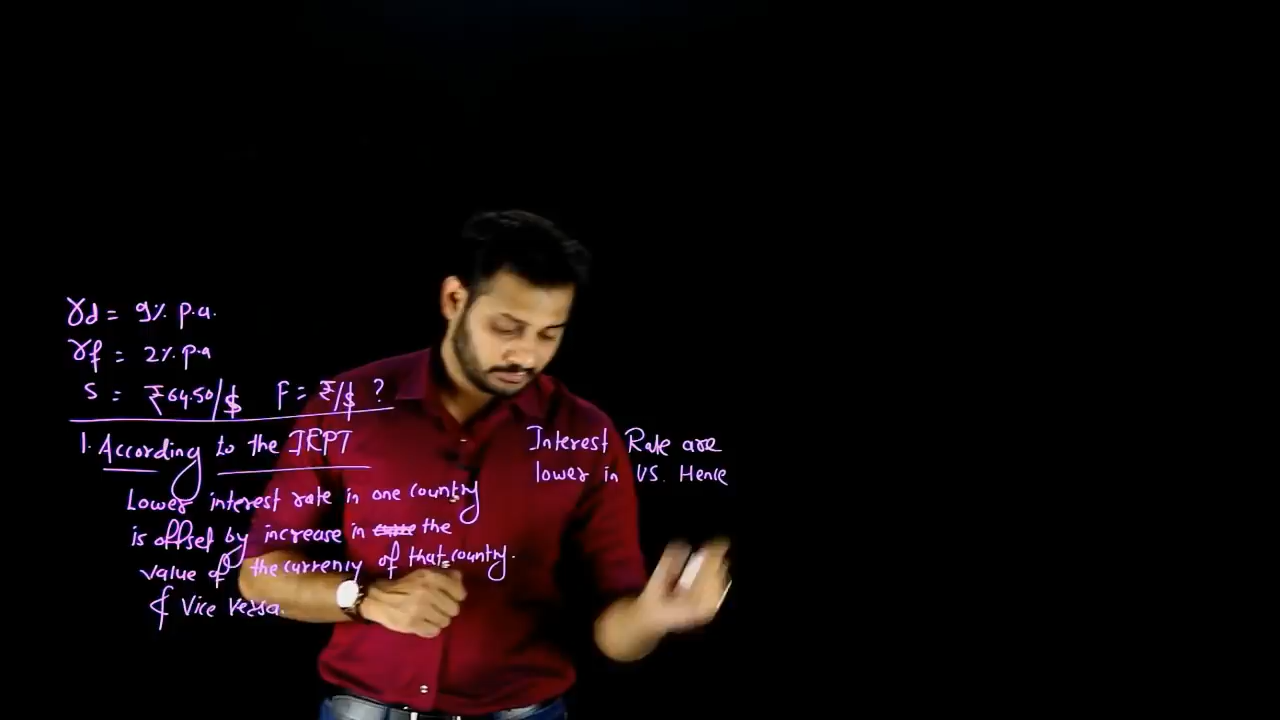 rd = 9% p.a.
rf = 2% p.a
S = ₹64.50/$ F = ₹/$ ?
1. According to the IRPT
Lower interest rate in one country
is offset by increase in the
value of the currency of that country.
& Vice Versa.
Interest Rate are
lower in US. Hence